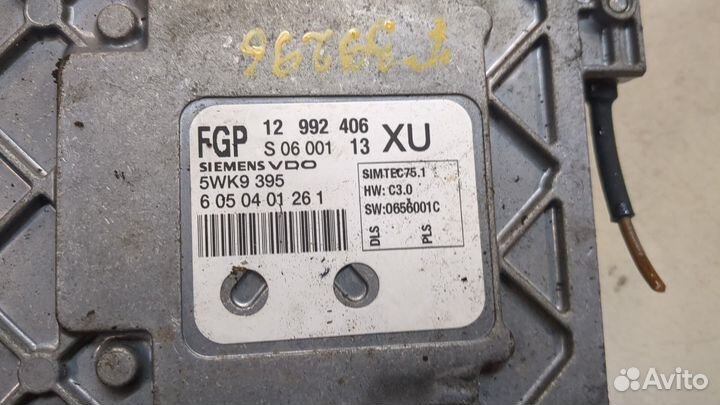 F39296
FGP 12 992 406 XU
S 06 001 13
SIEMENS VDO
5WK9 395
6 05 04 01 26 1
SIMTEC75.1
HW: C3.0
SW:0656001C
DLS
PLS
Avito